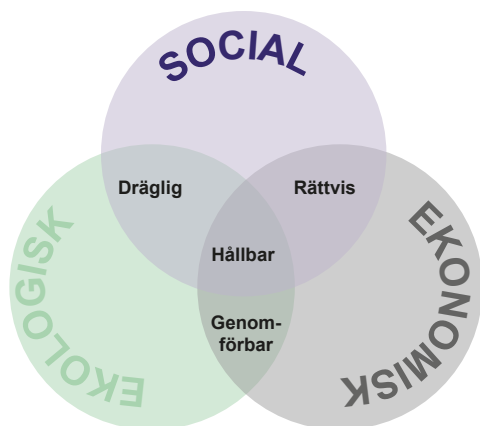 SOCIAL
Dräglig
Rättvis
EKOLOGISK
EKONOMISK
Hållbar
Genom-
förbar